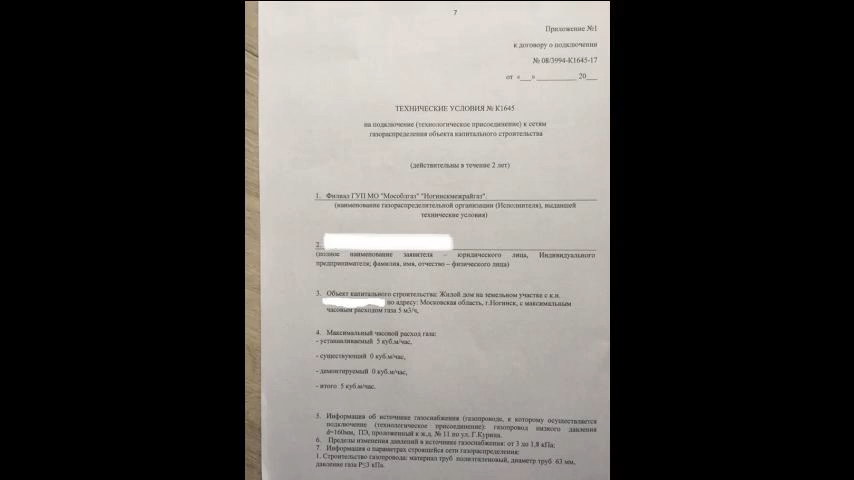 7
Приложение №1
к договору о подключении
№ 08/3994-К1645-17
от «___» __________ 20___
ТЕХНИЧЕСКИЕ УСЛОВИЯ № К1645
на подключение (технологическое присоединение) к сетям
газораспределения объекта капитального строительства
(действительны в течение 2 лет)
1. Филиал ГУП МО "Мособлгаз" "Ногинскмежрайгаз".
(наименование газораспределительной организации (Исполнителя), выдавшей
технические условия)
2.
(полное наименование заявителя – юридического лица, Индивидуального
предпринимателя; фамилия, имя, отчество – физического лица)
3. Объект капитального строительства: Жилой дом на земельном участке с к.н.
по адресу: Московская область, г.Ногинск, с максимальным
часовым расходом газа 5 м3/ч,
4. Максимальный часовой расход газа:
- устанавливаемый 5 куб.м/час,
- существующий 0 куб.м/час,
- демонтируемый 0 куб.м/час,
- итого 5 куб.м/час.
5. Информация об источнике газоснабжения (газопроводе, к которому осуществляется
подключение (технологическое присоединение): газопровод низкого давления
d=160мм, ПЭ, проложенный к ж.д. № 11 по ул. Г.Курина.
6. Пределы изменения давлений в источнике газоснабжения: от 3 до 1,8 кПа;
7. Информация о параметрах строящейся сети газораспределения:
1. Строительство газопровода: материал труб полиэтиленовый, диаметр труб 63 мм,
давление газа Р≤3 кПа.